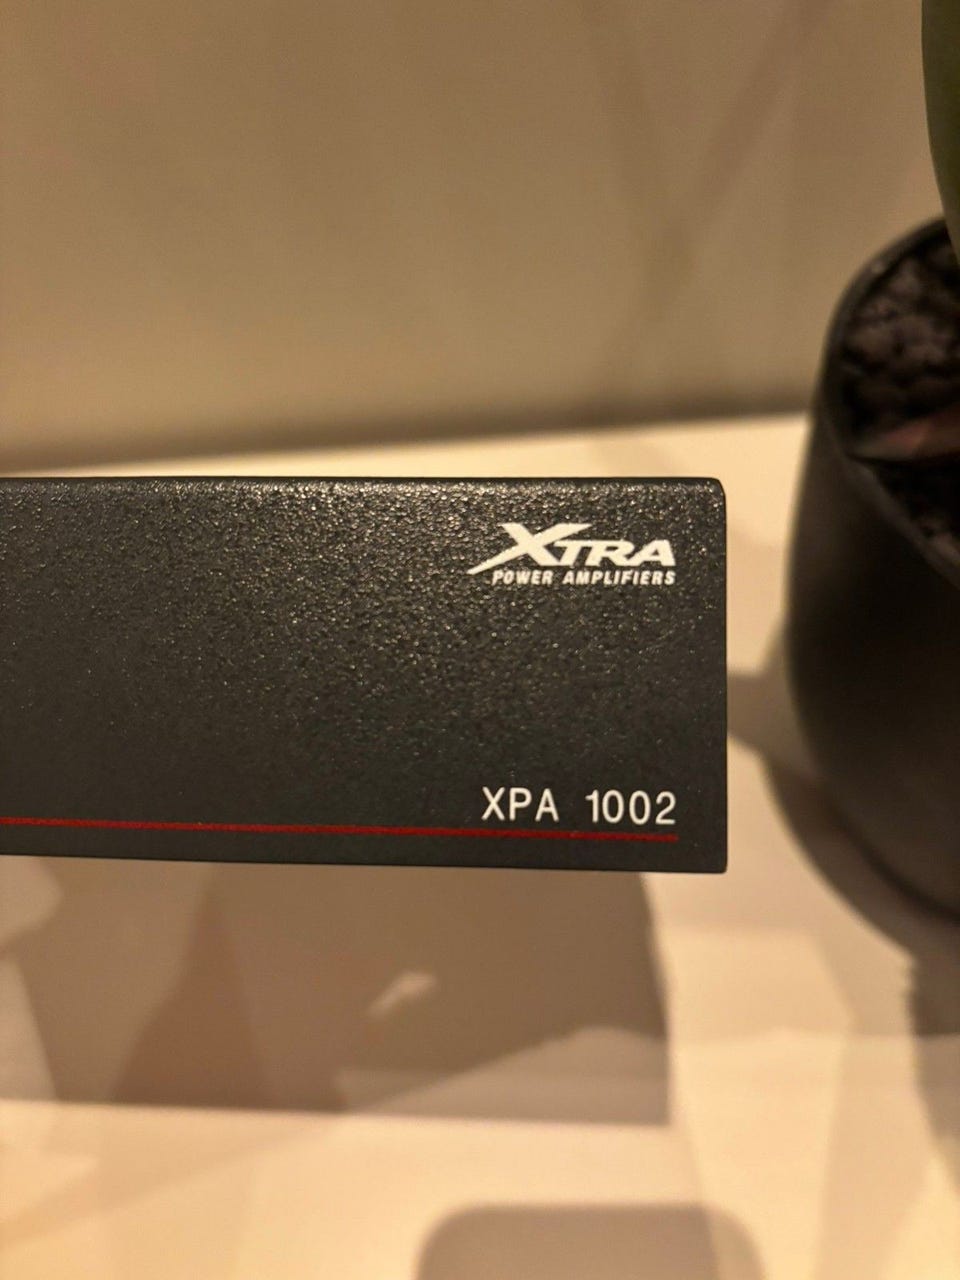 XTRA
POWER AMPLIFIERS
XPA 1002